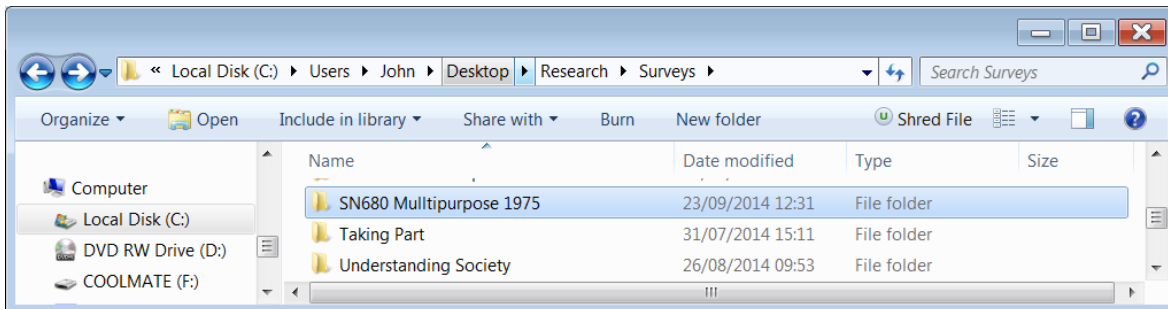 « Local Disk (C:) ▸ Users ▸ John ▸ Desktop ▸ Research ▸ Surveys ▸ Search Surveys
Organize Open Include in library Share with Burn New folder Shred File
Name Date modified Type Size
Computer
SN680 Mulltipurpose 1975 23/09/2014 12:31 File folder
Local Disk (C:)
Taking Part 31/07/2014 15:11 File folder
DVD RW Drive (D:)
Understanding Society 26/08/2014 09:53 File folder
COOLMATE (F:)